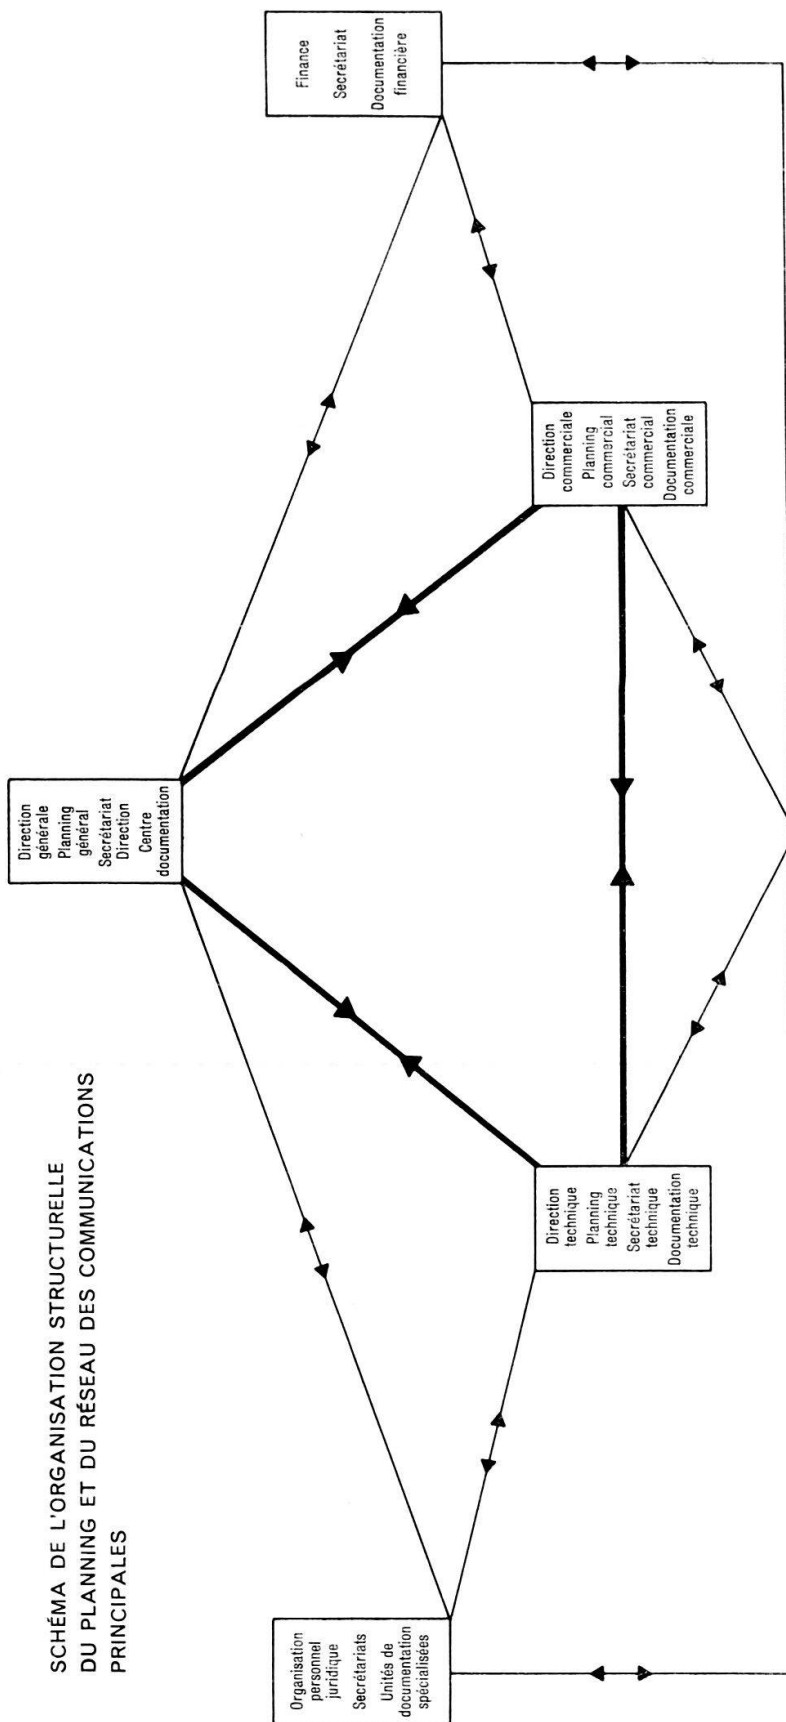 SCHÉMA DE L'ORGANISATION STRUCTURELLE
DU PLANNING ET DU RÉSEAU DES COMMUNICATIONS
PRINCIPALES
Direction
générale
Planning
général
Secrétariat
Direction
Centre
documentation
Organisation
personnel
juridique
Secrétariats
Unités de
documentation
spécialisées
Finance
Secrétariat
Documentation
financière
Direction
technique
Planning
technique
Secrétariat
technique
Documentation
technique
Direction
commerciale
Planning
commercial
Secrétariat
commercial
Documentation
commerciale